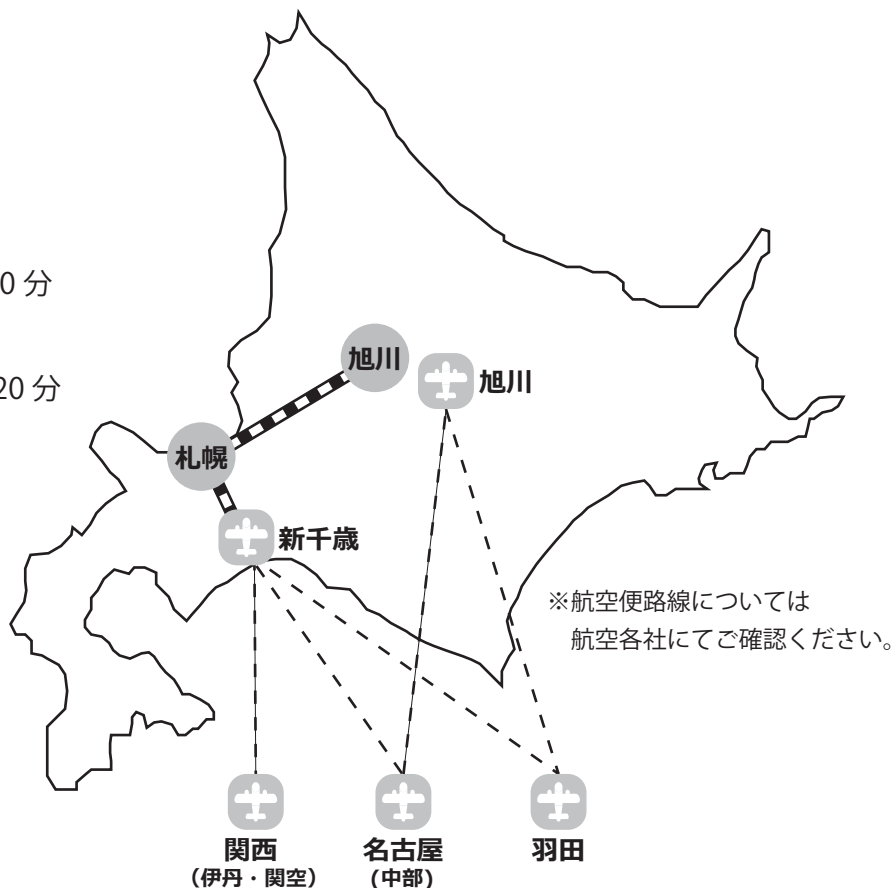 0 分
20 分
旭川
旭川
札幌
新千歳
※航空便路線については
航空各社にてご確認ください。
関西
（伊丹・関空）
名古屋
（中部）
羽田